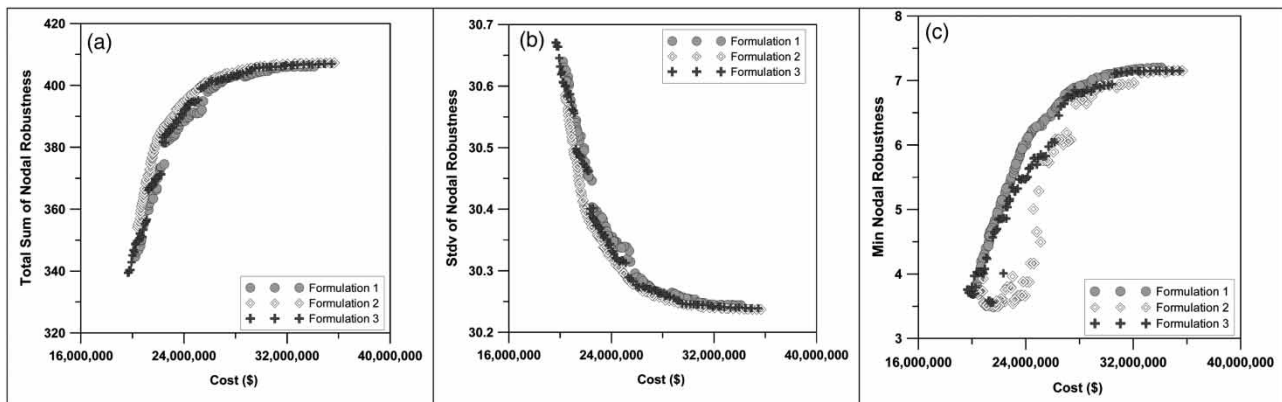 (a)
Total Sum of Nodal Robustness
420
400
380
360
340
320
16,000,000 24,000,000 32,000,000 40,000,000
Cost ($)
Formulation 1
Formulation 2
Formulation 3
(b)
Stdv of Nodal Robustness
30.7
30.6
30.5
30.4
30.3
30.2
16,000,000 24,000,000 32,000,000 40,000,000
Cost ($)
Formulation 1
Formulation 2
Formulation 3
(c)
Min Nodal Robustness
8
7
6
5
4
3
16,000,000 24,000,000 32,000,000 40,000,000
Cost ($)
Formulation 1
Formulation 2
Formulation 3